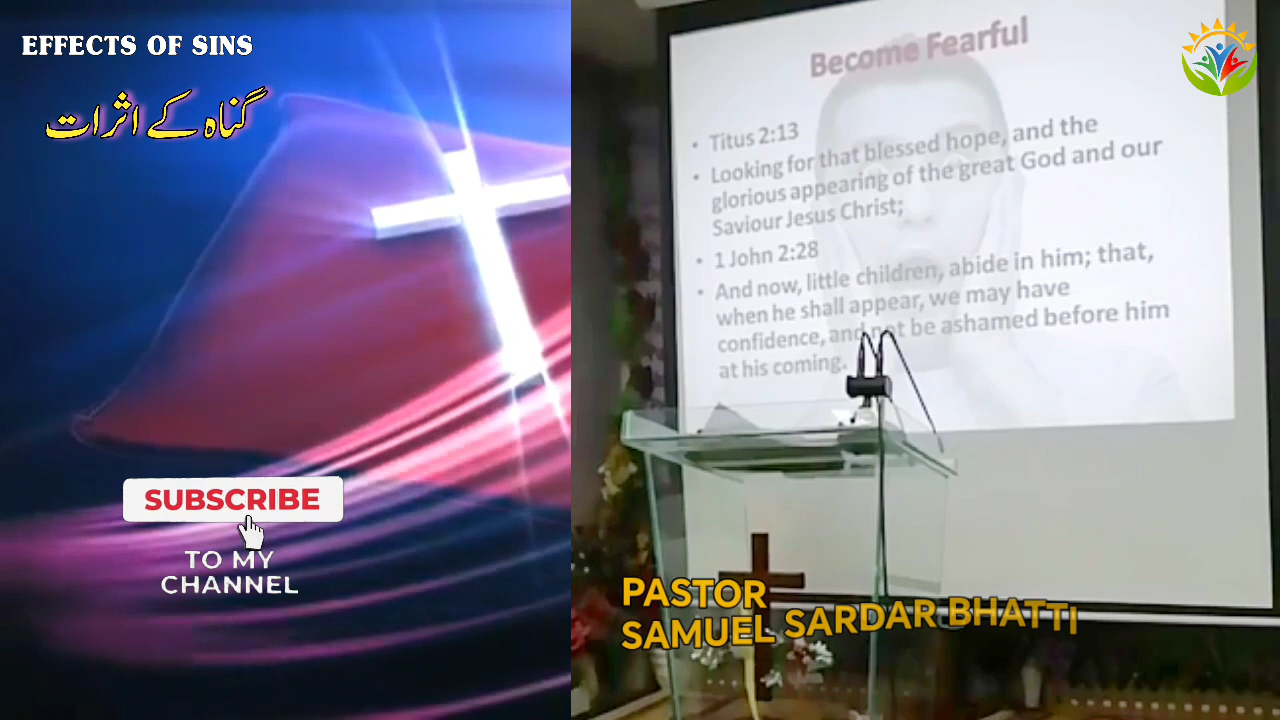 EFFECTS OF SINS
گناہ کے اثرات
SUBSCRIBE
TO MY
CHANNEL
Become Fearful
• Titus 2:13
• Looking for that blessed hope, and the
glorious appearing of the great God and our
Saviour Jesus Christ;
• 1 John 2:28
• And now, little children, abide in him; that,
when he shall appear, we may have
confidence, and not be ashamed before him
at his coming.
PASTOR
SAMUEL SARDAR BHATTI